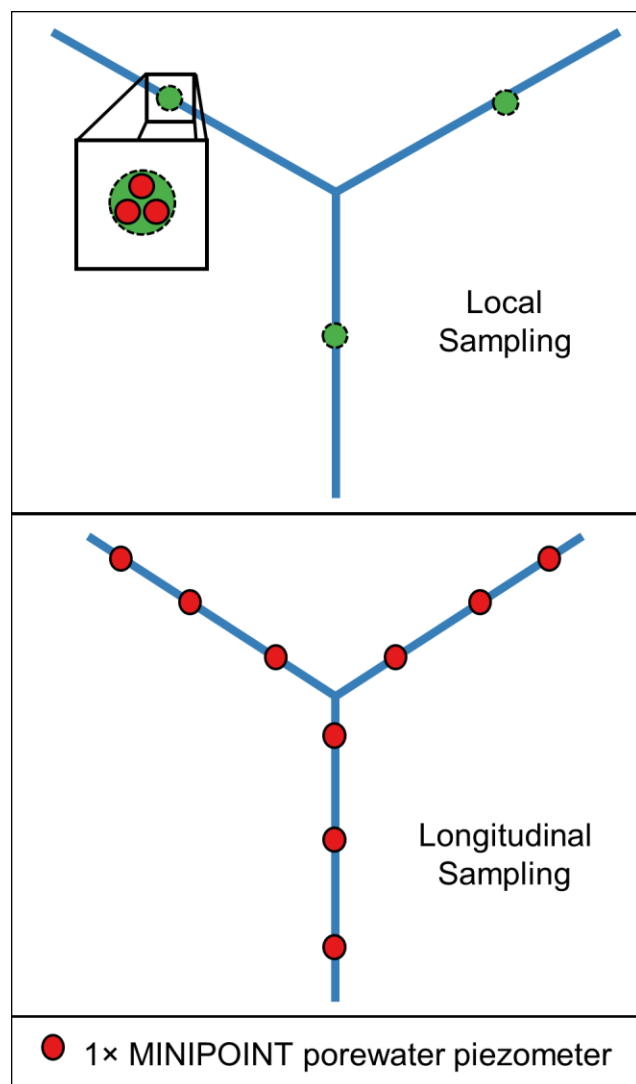 Local
Sampling
Longitudinal
Sampling
1× MINIPOINT porewater piezometer